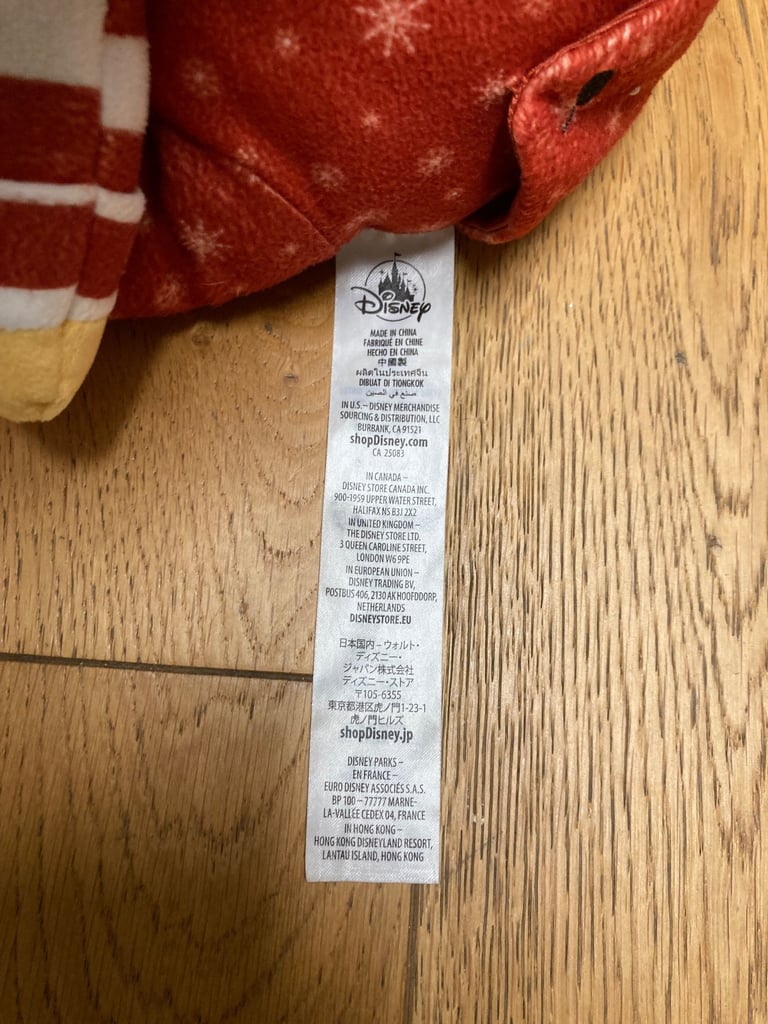 Disney
MADE IN CHINA
FABRIQUÉ EN CHINE
HECHO EN CHINA
中國製
ผลิตในประเทศจีน
DIBUAT DI TIONGKOK
صنع في الصين
IN U.S. – DISNEY MERCHANDISE
SOURCING & DISTRIBUTION, LLC
BURBANK, CA 91521
shopDisney.com
CA 25083
IN CANADA –
DISNEY STORE CANADA INC.
900-1959 UPPER WATER STREET,
HALIFAX NS B3J 2X2
IN UNITED KINGDOM –
THE DISNEY STORE LTD.
3 QUEEN CAROLINE STREET,
LONDON W6 9PE
IN EUROPEAN UNION –
DISNEY TRADING BV,
POSTBUS 406, 2130 AK HOOFDDORP,
NETHERLANDS
DISNEYSTORE.EU
日本国内 – ウォルト・
ディズニー・
ジャパン株式会社
ディズニー・ストア
〒105-6355
東京都港区虎ノ門1-23-1
虎ノ門ヒルズ
shopDisney.jp
DISNEY PARKS –
EN FRANCE –
EURO DISNEY ASSOCIÉS S.A.S.
BP 100 – 77777 MARNE-
LA-VALLÉE CEDEX 04, FRANCE
IN HONG KONG –
HONG KONG DISNEYLAND RESORT,
LANTAU ISLAND, HONG KONG